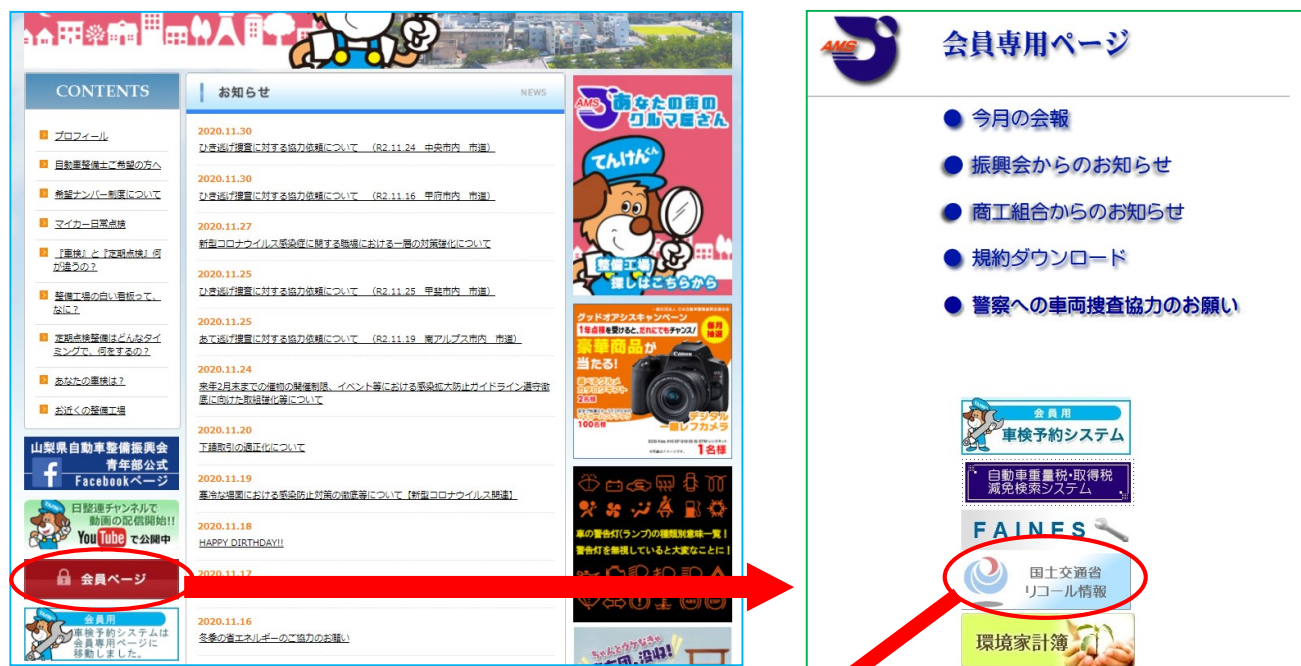 CONTENTS
プロフィール
自動車整備士ご希望の方へ
希望ナンバー制度について
マイカー日常点検
『車検』と『定期点検』何
が違うの？
整備工場の白い看板って、
なに？
定期点検整備はどんなタイ
ミングで、何をするの？
あなたの車検は？
お近くの整備工場
山梨県自動車整備振興会
青年部公式
Facebookページ
日整連チャンネルで
動画の配信開始!!
YouTubeで公開中
会員ページ
会員用
車検予約システムは
会員専用ページに
移動しました。
お知らせ
NEWS
2020.11.30
ひき逃げ捜査に対する協力依頼について （R2.11.24 中央市内 市道）
2020.11.30
ひき逃げ捜査に対する協力依頼について （R2.11.16 甲府市内 市道）
2020.11.27
新型コロナウイルス感染症に関する職場における一層の対策強化について
2020.11.25
ひき逃げ捜査に対する協力依頼について （R2.11.25 甲斐市内 市道）
2020.11.25
あて逃げ捜査に対する協力依頼について （R2.11.19 南アルプス市内 市道）
2020.11.24
来年2月末までの催物の開催制限、イベント等における感染拡大防止ガイドライン遵守徹
底に向けた取組強化等について
2020.11.20
下請取引の適正化について
2020.11.19
寒冷な場面における感染防止対策の徹底等について【新型コロナウイルス関連】
2020.11.18
HAPPY DIRTHDAY!!
2020.11.17
2020.11.16
冬季の省エネルギーのご協力のお願い
AMS
あなたの街の
クルマ屋さん
てんけんくん
整備工場
探しはこちらから
グッドオアシスキャンペーン
1年点検を受けると、だれにでもチャンス!
毎月
抽選
豪華商品が
当たる!
選べるグルメ
カタログギフト
2名様
100名様
Canon
デジタル
一眼レフカメラ
1名様
車の警告灯(ランプ)の種類別意味一覧！
警告灯を無視していると大変なことに！
AMS
会員専用ページ
今月の会報
振興会からのお知らせ
商工組合からのお知らせ
規約ダウンロード
警察への車両捜査協力のお願い
会員用
車検予約システム
自動車重量税・取得税
減免検索システム
FAINES
国土交通省
リコール情報
環境家計簿